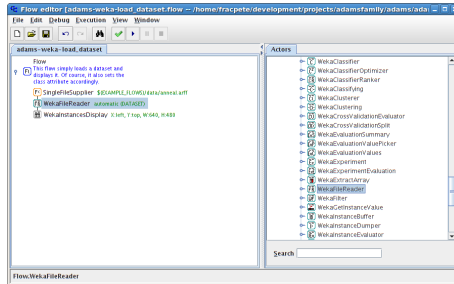 Flow editor [adams-weka-load_dataset.flow -- /home/fracpete/development/projects/adamsfamily/adams/adams
File Edit Debug Execution View Window
adams-weka-load_dataset
Flow
This flow simply loads a dataset and
displays it. Of course, it also sets the
class attribute accordingly.
SingleFileSupplier ${EXAMPLE_FLOWS}/data/anneal.arff
WekaFileReader automatic (DATASET)
WekaInstancesDisplay X:left, Y:top, W:640, H:480
Actors
WekaClassifier
WekaClassifierOptimizer
WekaClassifierRanker
WekaClassifying
WekaClusterer
WekaClustering
WekaCrossValidationEvaluator
WekaCrossValidationSplit
WekaEvaluationSummary
WekaEvaluationValuePicker
WekaEvaluationValues
WekaExperiment
WekaExperimentEvaluation
WekaExtractArray
WekaFileReader
WekaFilter
WekaGetInstanceValue
WekaInstanceBuffer
WekaInstanceDumper
WekaInstanceEvaluator
Search
Flow.WekaFileReader